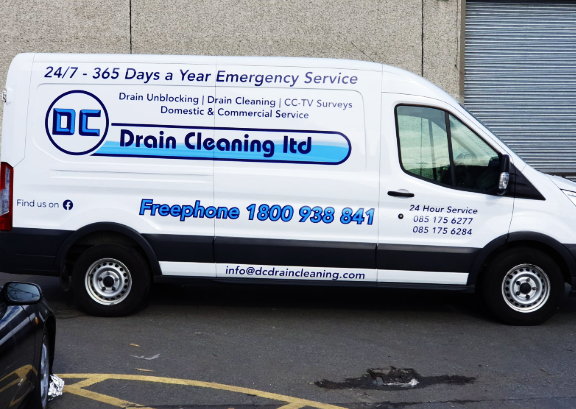 24/7 - 365 Days a Year Emergency Service
Drain Unblocking | Drain Cleaning | CC-TV Surveys
Domestic & Commercial Service
DC
Drain Cleaning ltd
Find us on
Freephone 1800 938 841
24 Hour Service
085 175 6277
085 175 6284
info@dcdraincleaning.com